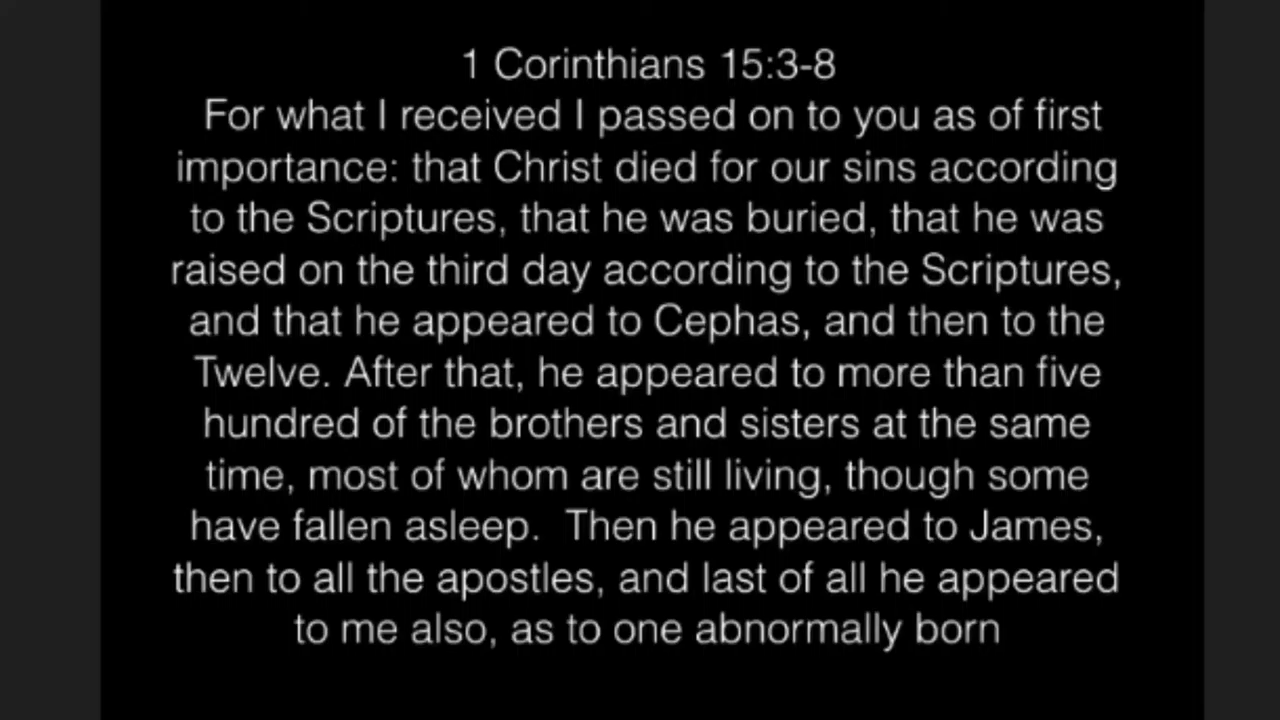 1 Corinthians 15:3-8
For what I received I passed on to you as of first
importance: that Christ died for our sins according
to the Scriptures, that he was buried, that he was
raised on the third day according to the Scriptures,
and that he appeared to Cephas, and then to the
Twelve. After that, he appeared to more than five
hundred of the brothers and sisters at the same
time, most of whom are still living, though some
have fallen asleep.  Then he appeared to James,
then to all the apostles, and last of all he appeared
to me also, as to one abnormally born